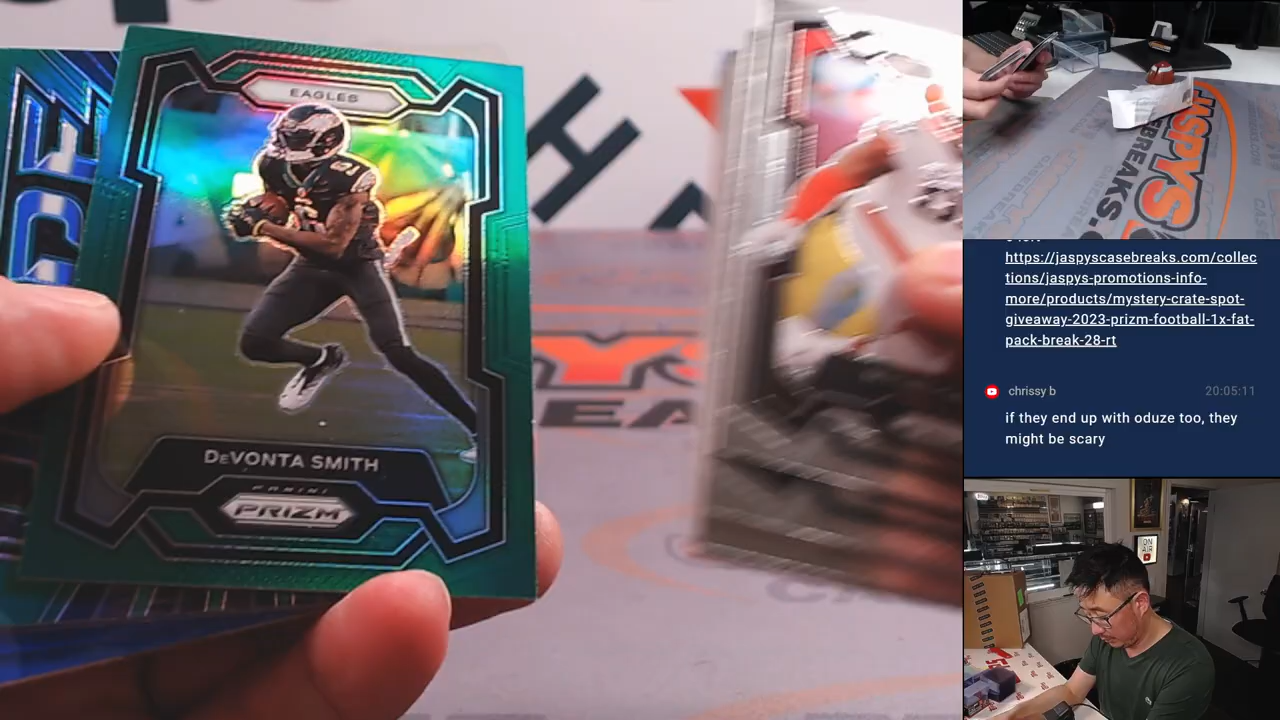 EAGLES
DEVONTA SMITH
PANINI
PRIZM
JASPYS
CASEBREAKS.
https://jaspyscasebreaks.com/collec
tions/jaspys-promotions-info-
more/products/mystery-crate-spot-
giveaway-2023-prizm-football-1x-fat-
pack-break-28-rt
chrissy b
20:05:11
if they end up with oduze too, they
might be scary
ON
AIR